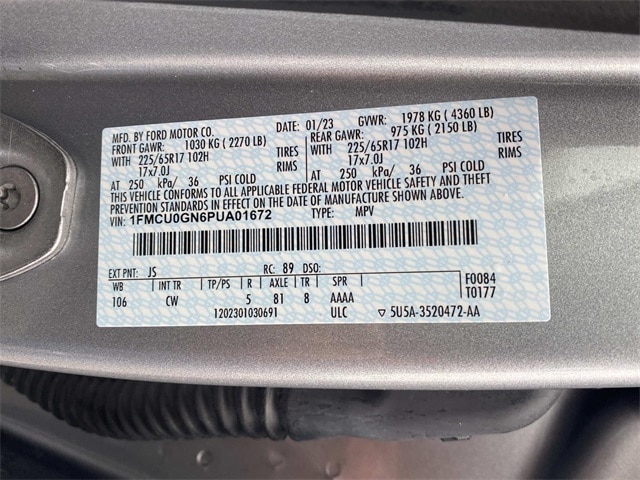 MFD. BY FORD MOTOR CO. DATE: 01/23 GVWR: 1978 KG ( 4360 LB)
FRONT GAWR: 1030 KG ( 2270 LB) REAR GAWR: 975 KG ( 2150 LB)
WITH 225/65R17 102H TIRES WITH 225/65R17 102H TIRES
17x7.0J RIMS 17x7.0J RIMS
AT 250 kPa/ 36 PSI COLD AT 250 kPa/ 36 PSI COLD
THIS VEHICLE CONFORMS TO ALL APPLICABLE FEDERAL MOTOR VEHICLE SAFETY AND THEFT
PREVENTION STANDARDS IN EFFECT ON THE DATE OF MANUFACTURE SHOWN ABOVE.
VIN: 1FMCU0GN6PUA01672 TYPE: MPV
EXT PNT: JS RC: 89 DSO:
WB INT TR TP/PS R AXLE TR SPR F0084
106 CW 5 81 8 AAAA T0177
1202301030691 ULC ▽ 5U5A-3520472-AA